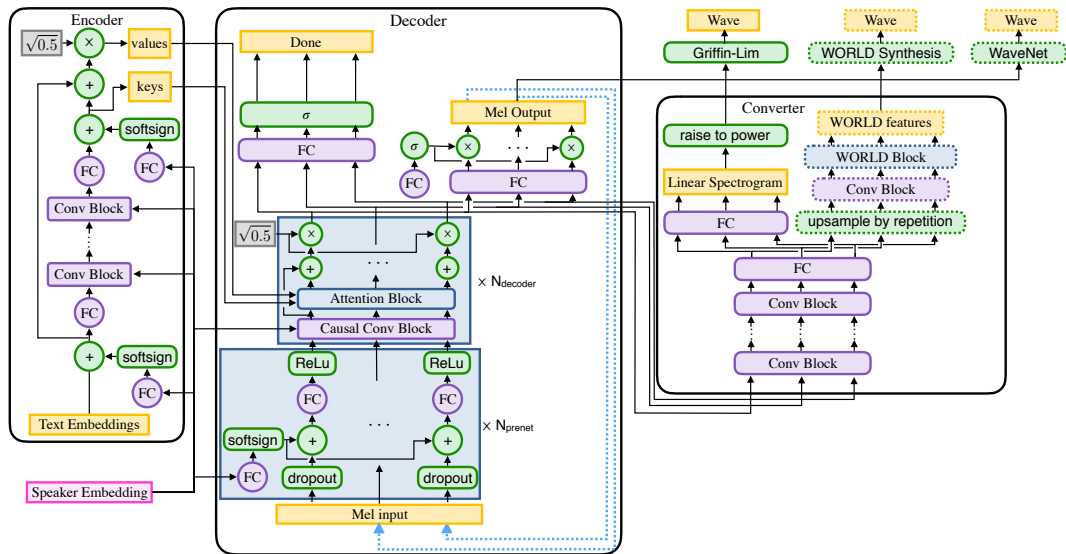 Encoder
√0.5
×
values
+
keys
+
softsign
FC
FC
Conv Block
Conv Block
FC
+
softsign
FC
Text Embeddings
Speaker Embedding
Decoder
Done
σ
FC
Mel Output
σ
×
. . .
×
FC
FC
√0.5
×
×
+
. . .
+
× Ndecoder
Attention Block
Causal Conv Block
ReLu
ReLu
FC
FC
. . .
× Nprenet
softsign
+
+
FC
dropout
dropout
Mel input
Wave
Wave
Wave
Griffin-Lim
WORLD Synthesis
WaveNet
Converter
raise to power
WORLD features
WORLD Block
Linear Spectrogram
Conv Block
FC
upsample by repetition
FC
Conv Block
Conv Block